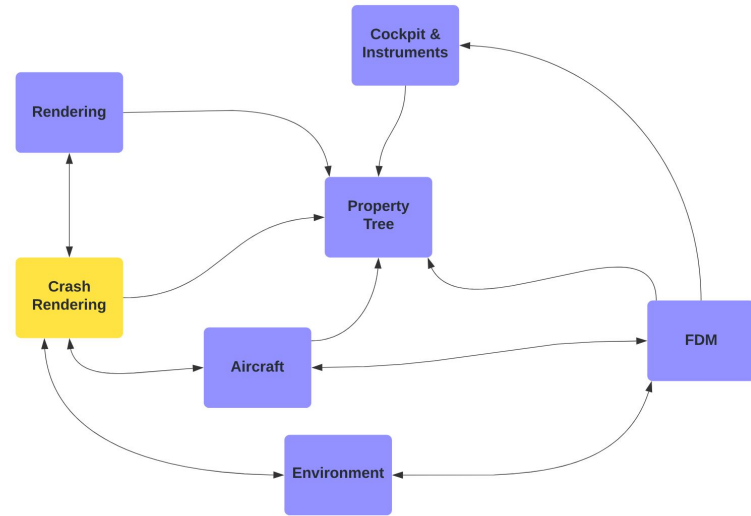 Cockpit &
Instruments
Rendering
Property
Tree
Crash
Rendering
FDM
Aircraft
Environment